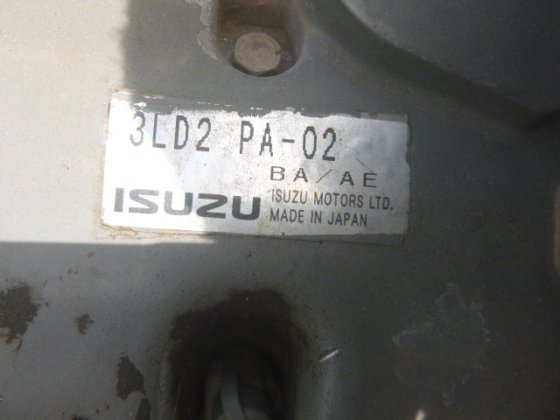 3LD2 PA-02
BA/AE
ISUZU ISUZU MOTORS LTD.
MADE IN JAPAN